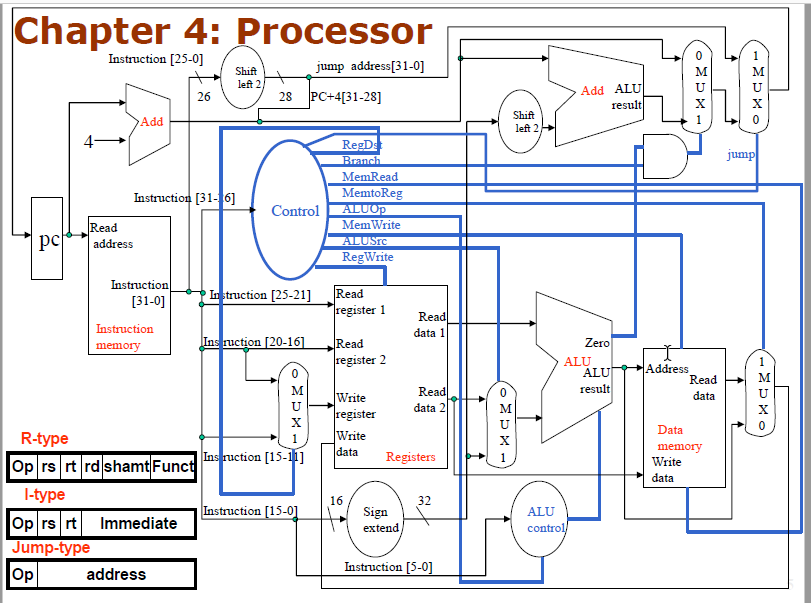 Chapter 4: Processor
Instruction [25-0]
Shift
left 2
jump address[31-0]
26
28
PC+4[31-28]
Add
4
Shift
left 2
Add
ALU
result
0
M
U
X
1
1
M
U
X
0
jump
RegDst
Branch
MemRead
MemtoReg
ALUOp
MemWrite
ALUSrc
RegWrite
Control
Instruction [31-26]
pc
Read
address
Instruction
[31-0]
Instruction
memory
Instruction [25-21]
Instruction [20-16]
Instruction [15-11]
Instruction [15-0]
0
M
U
X
1
Read
register 1
Read
register 2
Write
register
Write
data
Read
data 1
Read
data 2
Registers
0
M
U
X
1
Zero
ALU
ALU
result
Address
Read
data
Data
memory
Write
data
1
M
U
X
0
16
Sign
extend
32
ALU
control
Instruction [5-0]
R-type
Op rs rt rd shamt Funct
I-type
Op rs rt Immediate
Jump-type
Op address